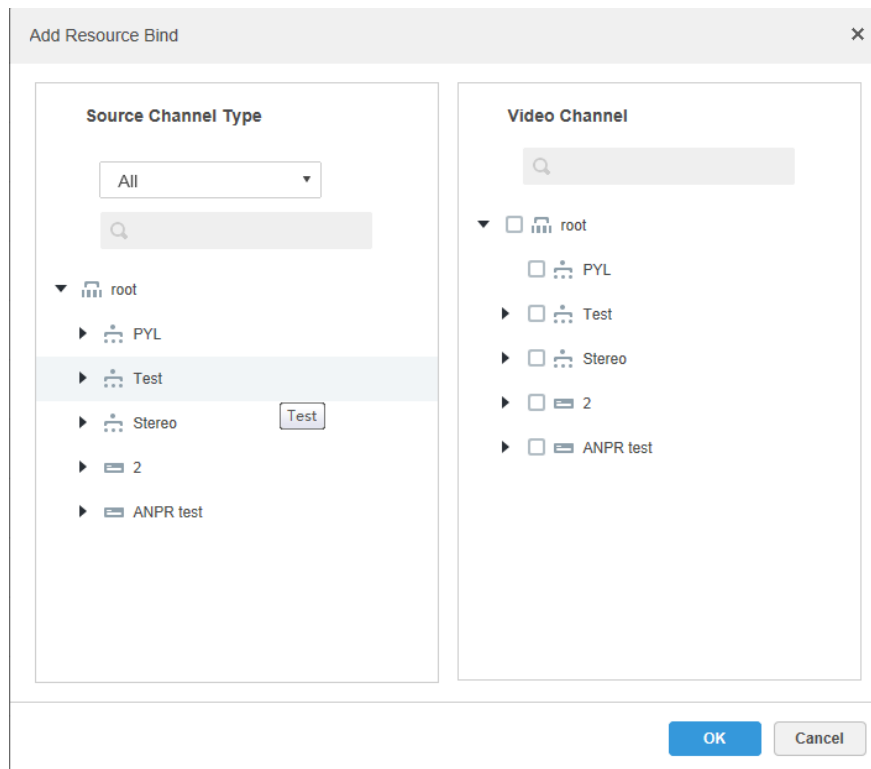 Add Resource Bind
Source Channel Type
All
root
PYL
Test
Test
Stereo
2
ANPR test
Video Channel
root
PYL
Test
Stereo
2
ANPR test
OK
Cancel